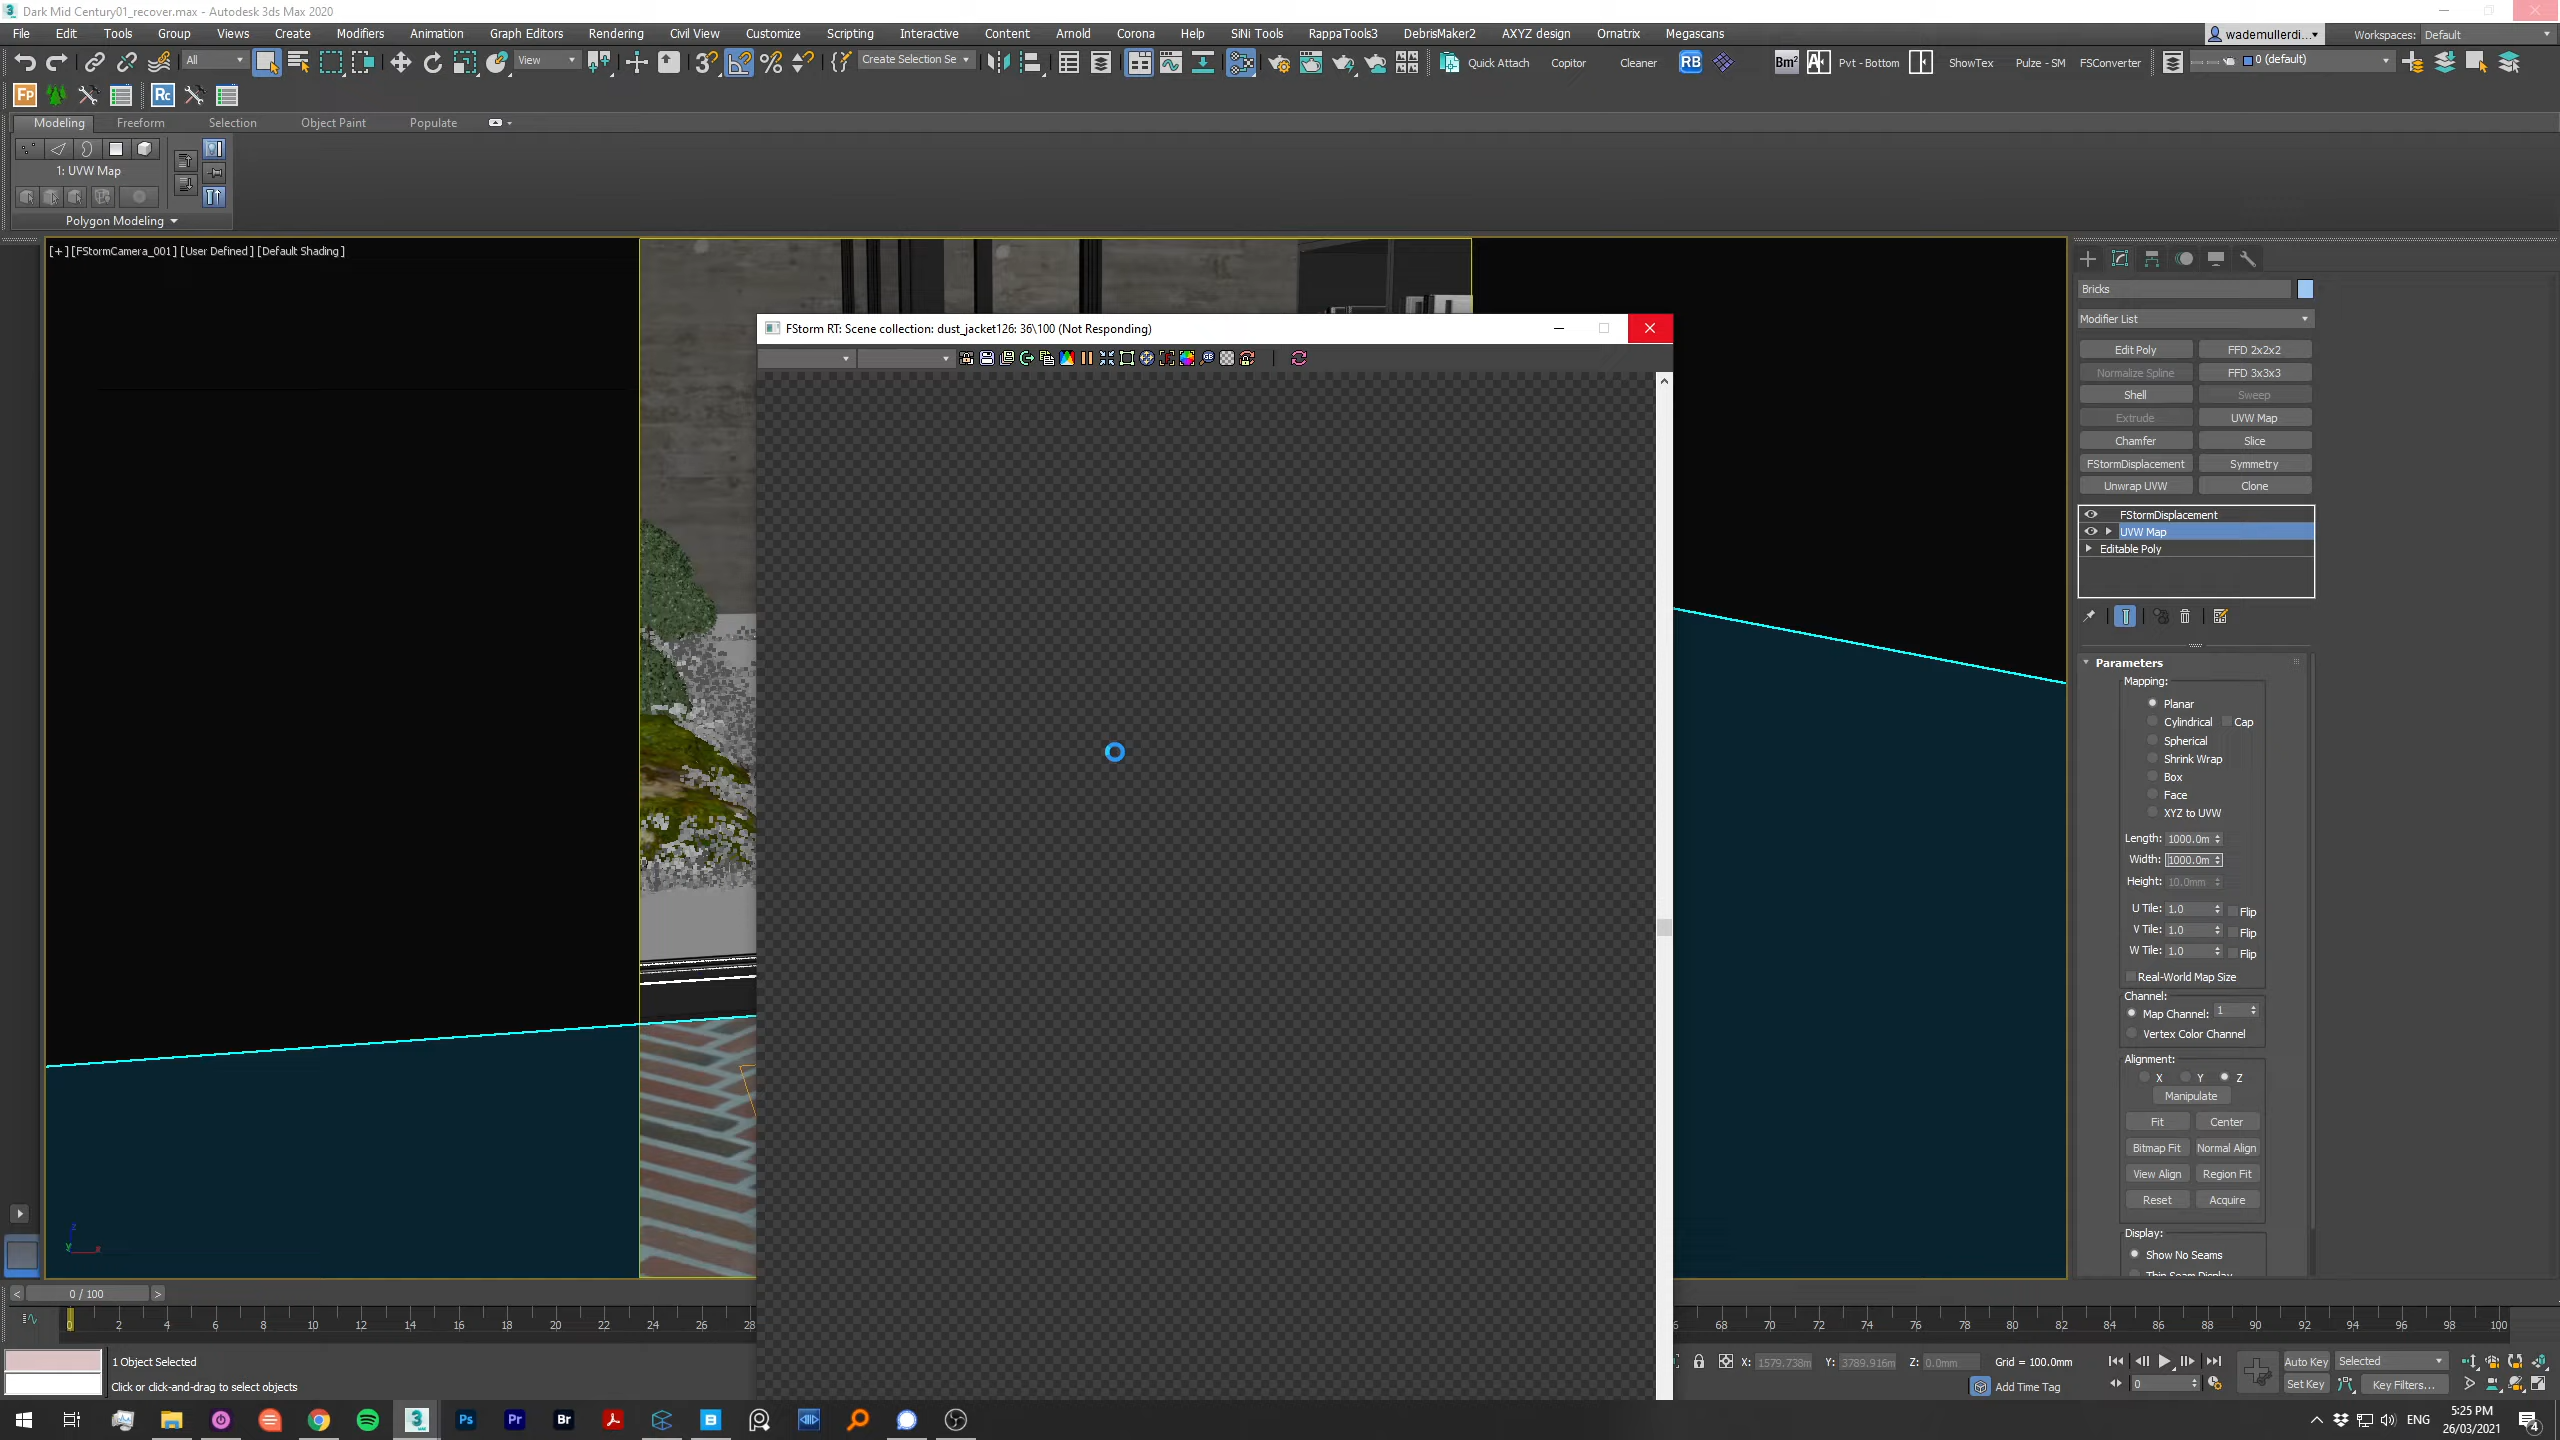 Dark Mid Century01_recover.max - Autodesk 3ds Max 2020
File Edit Tools Group Views Create Modifiers Animation Graph Editors Rendering Civil View Customize Scripting Interactive Content Arnold Corona Help SiNi Tools RappaTools3 DebrisMaker2 AXYZ design Ornatrix Megascans
wademullerdi... Workspaces: Default
All View Create Selection Se Quick Attach Copitor Cleaner RB Bm² Pvt - Bottom ShowTex Pulze - SM FSConverter 0 (default)
FP Rc
Modeling Freeform Selection Object Paint Populate
1: UVW Map
Polygon Modeling
[+] [FStormCamera_001] [User Defined] [Default Shading]
FStorm RT: Scene collection: dust_jacket126: 36\100 (Not Responding)
Bricks
Modifier List
Edit Poly FFD 2x2x2
Normalize Spline FFD 3x3x3
Shell Sweep
Extrude UVW Map
Chamfer Slice
FStormDisplacement Symmetry
Unwrap UVW Clone
FStormDisplacement
UVW Map
Editable Poly
Parameters
Mapping:
Planar
Cylindrical Cap
Spherical
Shrink Wrap
Box
Face
XYZ to UVW
Length: 1000.0m
Width: 1000.0m
Height: 10.0mm
U Tile: 1.0 Flip
V Tile: 1.0 Flip
W Tile: 1.0 Flip
Real-World Map Size
Channel:
Map Channel: 1
Vertex Color Channel
Alignment:
X Y Z
Manipulate
Fit Center
Bitmap Fit Normal Align
View Align Region Fit
Reset Acquire
Display:
Show No Seams
Thin Seam Display
z
y x
0 / 100
0 2 4 6 8 10 12 14 16 18 20 22 24 26 28 68 70 72 74 76 78 80 82 84 86 88 90 92 94 96 98 100
1 Object Selected
X: 1579.738m Y: 3789.916m Z: 0.0mm Grid = 100.0mm Auto Key Selected
Click or click-and-drag to select objects
Add Time Tag 0 Set Key Key Filters...
3 Ps Pr Br B ENG
5:25 PM
26/03/2021
4